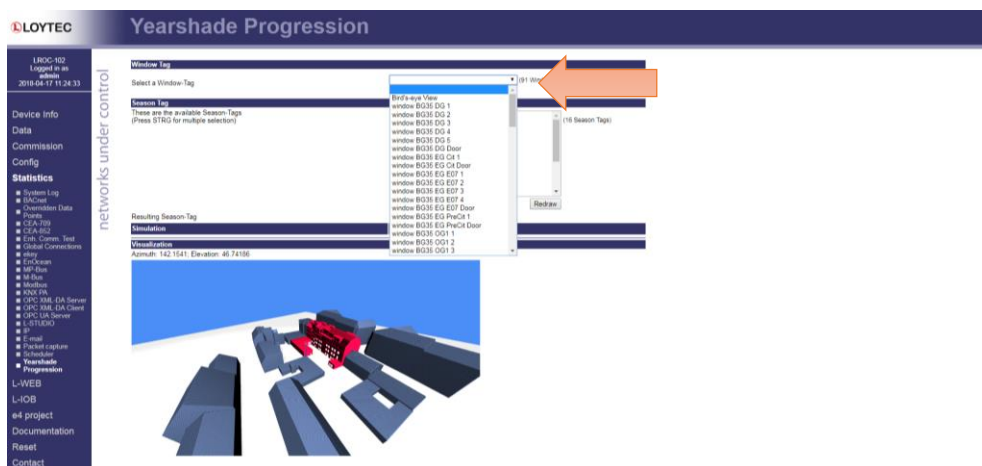 LOYTEC
Yearshade Progression
LROC-102
Logged in as
admin
2018-04-17 11:24:33
networks under control
Device Info
Data
Commission
Config
Statistics
System Log
BACnet
Overridden Data
Points
CEA-709
CEA-852
Enh. Comm. Test
Global Connections
ekey
EnOcean
MP-Bus
M-Bus
Modbus
KNX PA
OPC XML-DA Server
OPC XML-DA Client
OPC UA Server
L-STUDIO
IP
E-mail
Packet capture
Scheduler
Yearshade
Progression
L-WEB
L-IOB
e4 project
Documentation
Reset
Contact
Window Tag
Select a Window-Tag
(91
Bird's-eye View
window BG35 DG 1
window BG35 DG 2
window BG35 DG 3
window BG35 DG 4
window BG35 DG 5
window BG35 DG Door
window BG35 EG Cit 1
window BG35 EG Cit Door
window BG35 EG E07 1
window BG35 EG E07 2
window BG35 EG E07 3
window BG35 EG E07 4
window BG35 EG E07 Door
window BG35 EG PreCit 1
window BG35 EG PreCit Door
window BG35 OG1 1
window BG35 OG1 2
window BG35 OG1 3
Season Tag
These are the available Season-Tags
(Press STRG for multiple selection)
(16 Season Tags)
Redraw
Resulting Season-Tag
Simulation
Visualization
Azimuth: 142.1541; Elevation: 46.74186